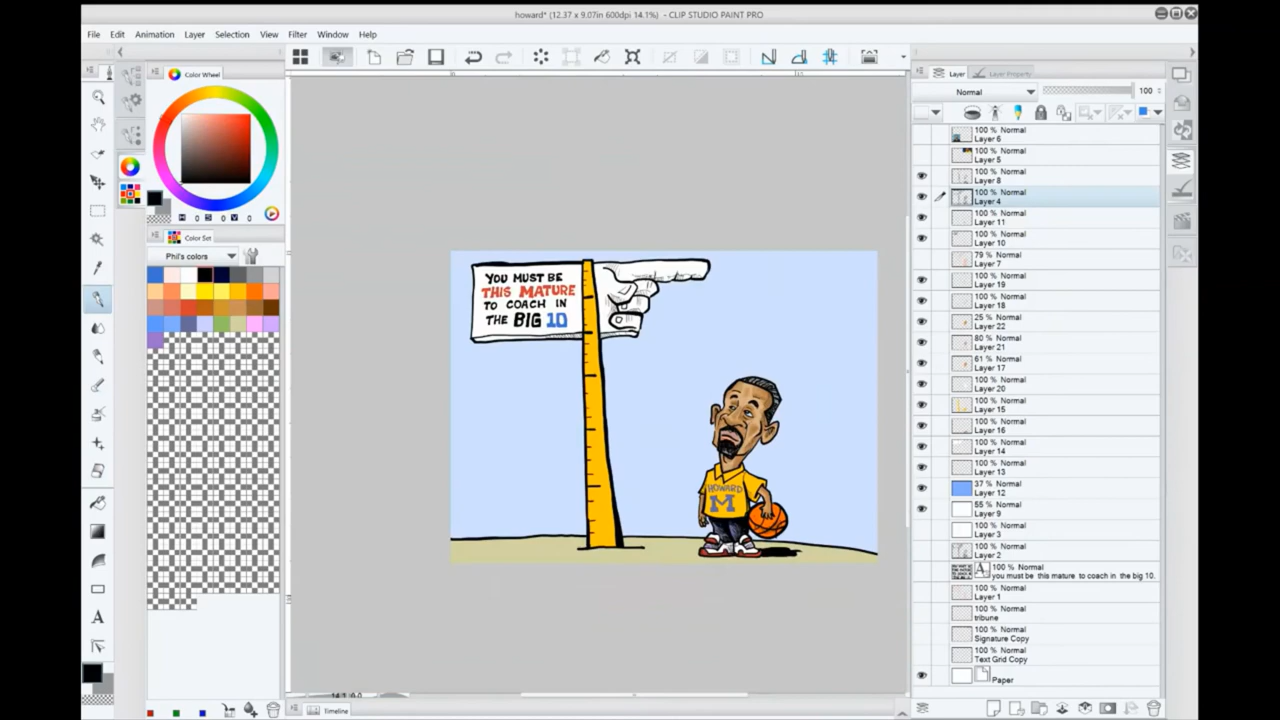 howard* (12.37 x 9.07in 600dpi 14.1%) - CLIP STUDIO PAINT PRO
File Edit Animation Layer Selection View Filter Window Help
Color Wheel
H 0 S 0 V 0
Color Set
Phil's colors
YOU MUST BE
THIS MATURE
TO COACH IN
THE BIG 10
HOWARD
M
Timeline
Layer Layer Property
Normal 100
100 % Normal
Layer 6
100 % Normal
Layer 5
100 % Normal
Layer 8
100 % Normal
Layer 4
100 % Normal
Layer 11
100 % Normal
Layer 10
79 % Normal
Layer 7
100 % Normal
Layer 19
100 % Normal
Layer 18
25 % Normal
Layer 22
80 % Normal
Layer 21
61 % Normal
Layer 17
100 % Normal
Layer 20
100 % Normal
Layer 15
100 % Normal
Layer 16
100 % Normal
Layer 14
100 % Normal
Layer 13
37 % Normal
Layer 12
55 % Normal
Layer 9
100 % Normal
Layer 3
100 % Normal
Layer 2
100 % Normal
you must be this mature to coach in the big 10.
100 % Normal
Layer 1
100 % Normal
tribune
100 % Normal
Signature Copy
100 % Normal
Text Grid Copy
Paper